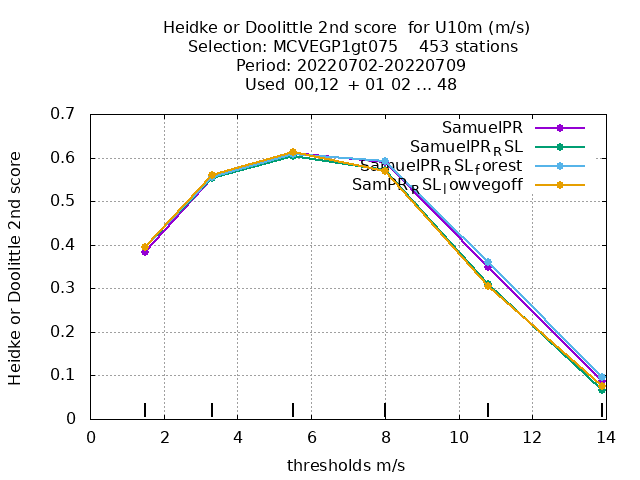 Heidke or Doolittle 2nd score  for U10m (m/s)
Selection: MCVEGP1gt075    453 stations
Period: 20220702-20220709
Used  00,12  + 01 02 ... 48
Heidke or Doolittle 2nd score
0.7
0.6
0.5
0.4
0.3
0.2
0.1
0
SamuelPR
SamuelPR_RSL
SamuelPR_RSL_forest
SamPR_RSL_lowvegoff
0 2 4 6 8 10 12 14
thresholds m/s